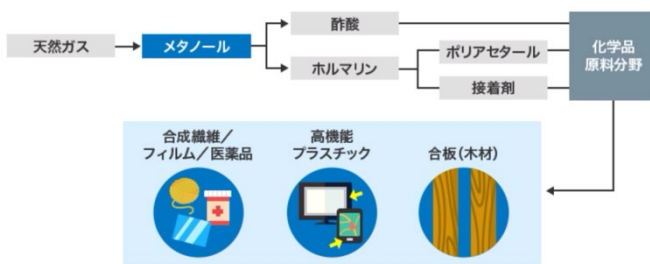 天然ガス
メタノール
酢酸
ホルマリン
ポリアセタール
接着剤
化学品
原料分野
合成繊維／
フィルム／医薬品
高機能
プラスチック
合板(木材)